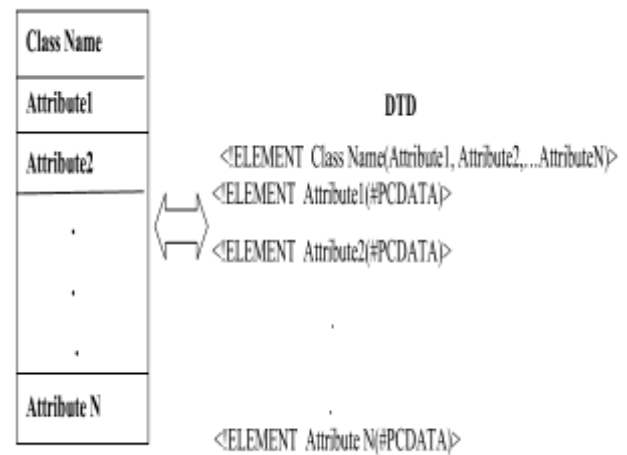 Class Name
Attribute1
Attribute2
.
.
.
Attribute N
DTD
<!ELEMENT Class Name(Attribute1, Attribute2,...AttributeN)>
<!ELEMENT Attribute1(#PCDATA)>
<!ELEMENT Attribute2(#PCDATA)>
.
.
<!ELEMENT Attribute N(#PCDATA)>